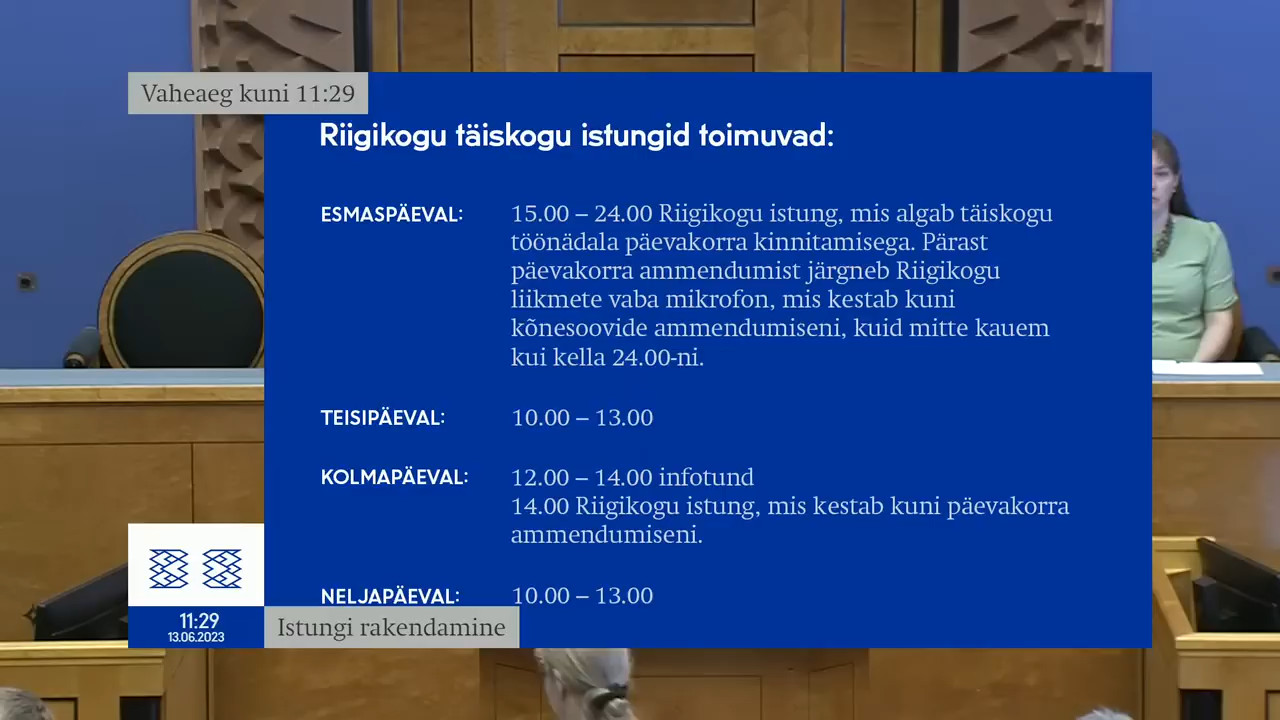 Vaheaeg kuni 11:29
Riigikogu täiskogu istungid toimuvad:
ESMASPÄEVAL:
15.00 – 24.00 Riigikogu istung, mis algab täiskogu
töönädala päevakorra kinnitamisega. Pärast
päevakorra ammendumist järgneb Riigikogu
liikmete vaba mikrofon, mis kestab kuni
kõnesoovide ammendumiseni, kuid mitte kauem
kui kella 24.00-ni.
TEISIPÄEVAL:
10.00 – 13.00
KOLMAPÄEVAL:
12.00 – 14.00 infotund
14.00 Riigikogu istung, mis kestab kuni päevakorra
ammendumiseni.
NELJAPÄEVAL:
10.00 – 13.00
11:29
13.06.2023
Istungi rakendamine